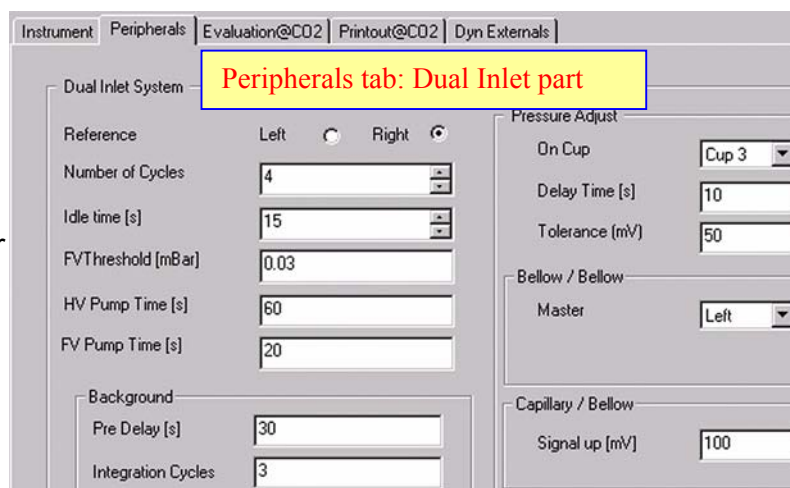 Instrument Peripherals Evaluation@CO2 Printout@CO2 Dyn Externals
Peripherals tab: Dual Inlet part
Dual Inlet System
Reference Left Right
Number of Cycles 4
Idle time [s] 15
FVThreshold [mBar] 0.03
HV Pump Time [s] 60
FV Pump Time [s] 20
Background
Pre Delay [s] 30
Integration Cycles 3
Pressure Adjust
On Cup Cup 3
Delay Time [s] 10
Tolerance (mV) 50
Bellow / Bellow
Master Left
Capillary / Bellow
Signal up [mV] 100